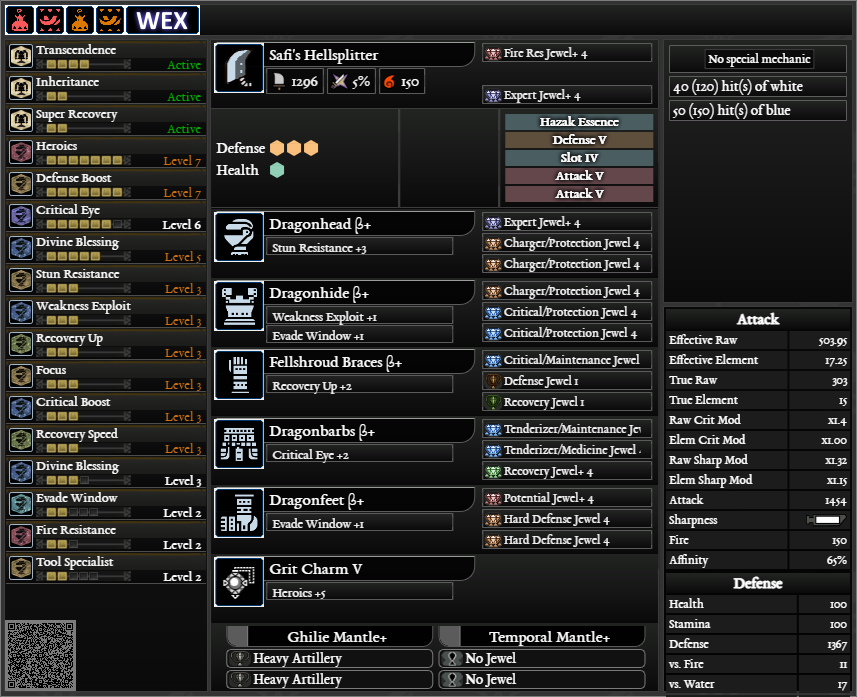 WEX
Transcendence
Active
Inheritance
Active
Super Recovery
Active
Heroics
Level 7
Defense Boost
Level 7
Critical Eye
Level 6
Divine Blessing
Level 5
Stun Resistance
Level 3
Weakness Exploit
Level 3
Recovery Up
Level 3
Focus
Level 3
Critical Boost
Level 3
Recovery Speed
Level 3
Divine Blessing
Level 3
Evade Window
Level 2
Fire Resistance
Level 2
Tool Specialist
Level 2
Safi's Hellsplitter
1296 5% 150
Fire Res Jewel+ 4
Expert Jewel+ 4
Defense
Health
Hazak Essence
Defense V
Slot IV
Attack V
Attack V
Dragonhead β+
Stun Resistance +3
Expert Jewel+ 4
Charger/Protection Jewel 4
Charger/Protection Jewel 4
Dragonhide β+
Weakness Exploit +1
Evade Window +1
Charger/Protection Jewel 4
Critical/Protection Jewel 4
Critical/Protection Jewel 4
Fellshroud Braces β+
Recovery Up +2
Critical/Maintenance Jewel
Defense Jewel 1
Recovery Jewel 1
Dragonbarbs β+
Critical Eye +2
Tenderizer/Maintenance Jew
Tenderizer/Medicine Jewel
Recovery Jewel+ 4
Dragonfeet β+
Evade Window +1
Potential Jewel+ 4
Hard Defense Jewel 4
Hard Defense Jewel 4
Grit Charm V
Heroics +5
Ghilie Mantle+
Heavy Artillery
Heavy Artillery
Temporal Mantle+
No Jewel
No Jewel
No special mechanic
40 (120) hit(s) of white
50 (150) hit(s) of blue
Attack
Effective Raw 503.95
Effective Element 17.25
True Raw 303
True Element 15
Raw Crit Mod x1.4
Elem Crit Mod x1.00
Raw Sharp Mod x1.32
Elem Sharp Mod x1.15
Attack 1454
Sharpness
Fire 150
Affinity 65%
Defense
Health 100
Stamina 100
Defense 1367
vs. Fire 11
vs. Water 17